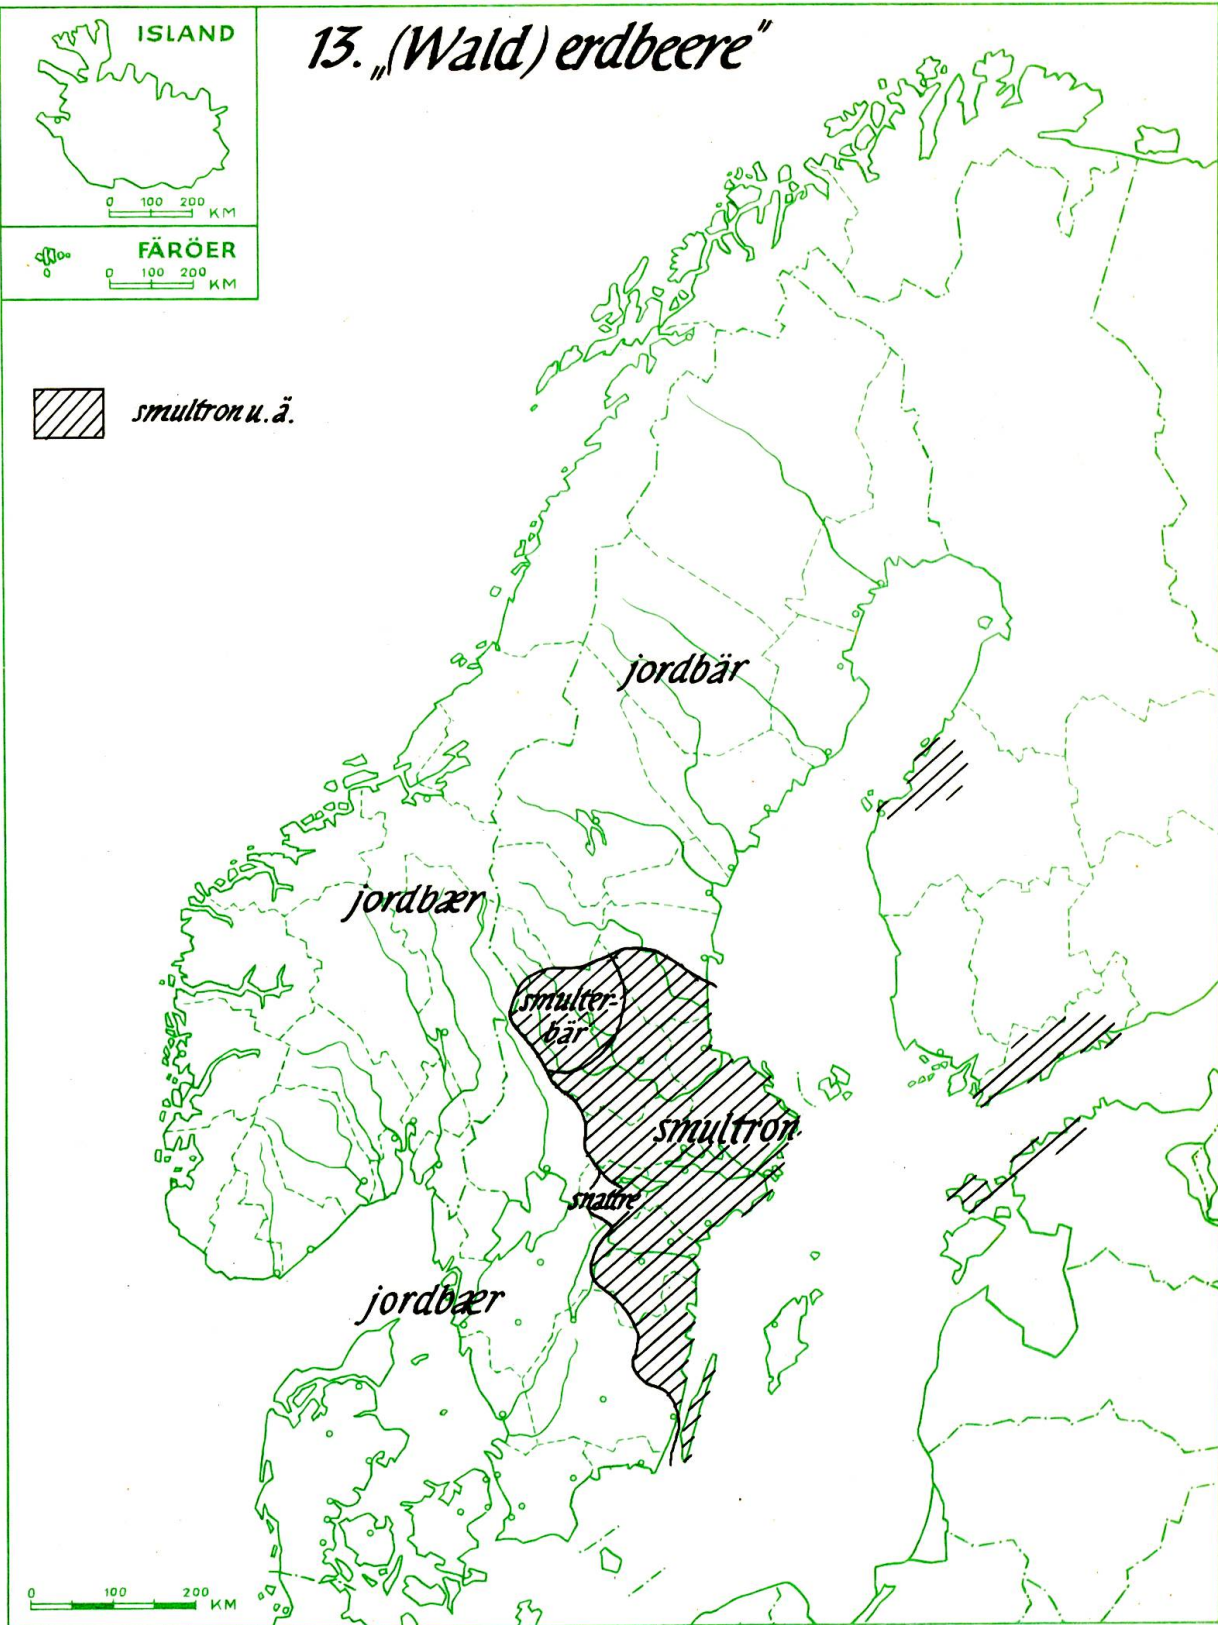 13. „(Wald) erdbeere"
ISLAND
0 100 200
KM
FÄRÖER
0 100 200
KM
smultron u. ä.
jordbär
jordbær
smulter-
bär
smultron
snattre
jordbær
0 100 200
KM